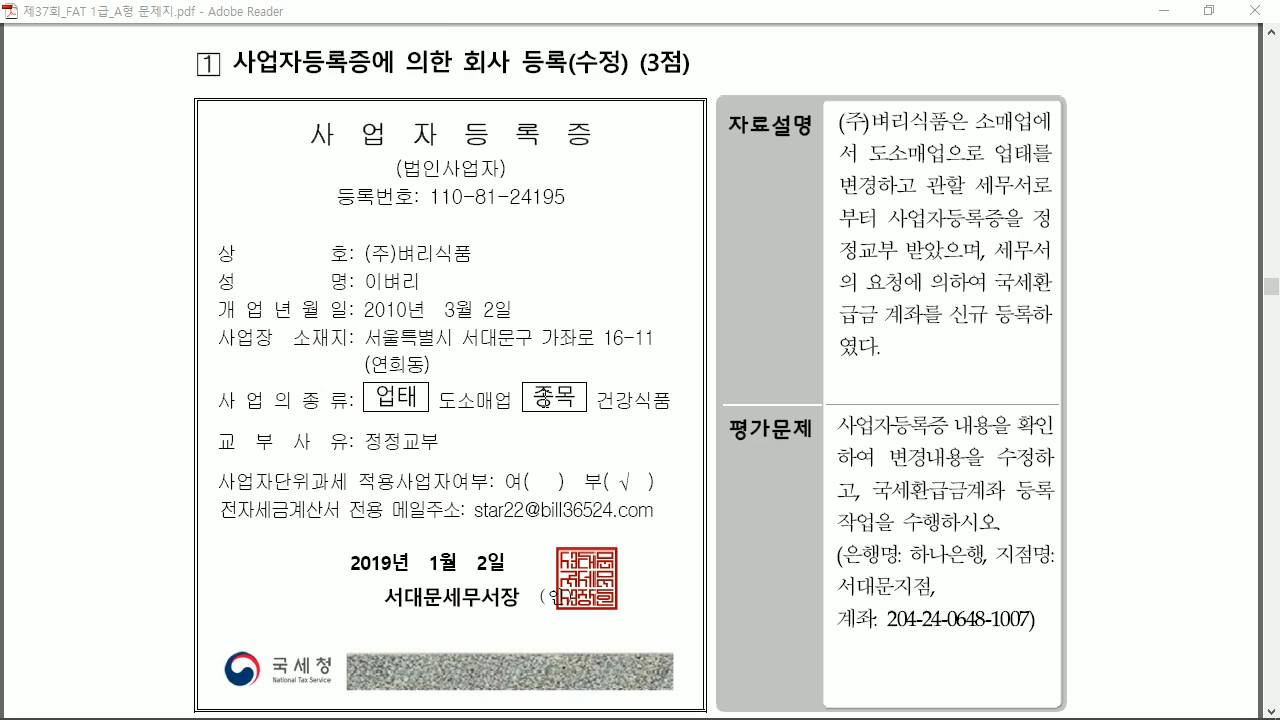 제37회_FAT 1급_A형 문제지.pdf - Adobe Reader
1 사업자등록증에 의한 회사 등록(수정) (3점)
사 업 자 등 록 증
(법인사업자)
등록번호: 110-81-24195
상 호: (주)벼리식품
성 명: 이벼리
개 업 년 월 일: 2010년 3월 2일
사업장 소재지: 서울특별시 서대문구 가좌로 16-11
(연희동)
사 업 의 종 류: 업태 도소매업 종목 건강식품
교 부 사 유: 정정교부
사업자단위과세 적용사업자여부: 여( ) 부( √ )
전자세금계산서 전용 메일주소: star22@bill36524.com
2019년 1월 2일
서대문세무서장 (인)
국세청
National Tax Service
자료설명
(주)벼리식품은 소매업에
서 도소매업으로 업태를
변경하고 관할 세무서로
부터 사업자등록증을 정
정교부 받았으며, 세무서
의 요청에 의하여 국세환
급금 계좌를 신규 등록하
였다.
평가문제
사업자등록증 내용을 확인
하여 변경내용을 수정하
고, 국세환급금계좌 등록
작업을 수행하시오.
(은행명: 하나은행, 지점명:
서대문지점,
계좌: 204-24-0648-1007)